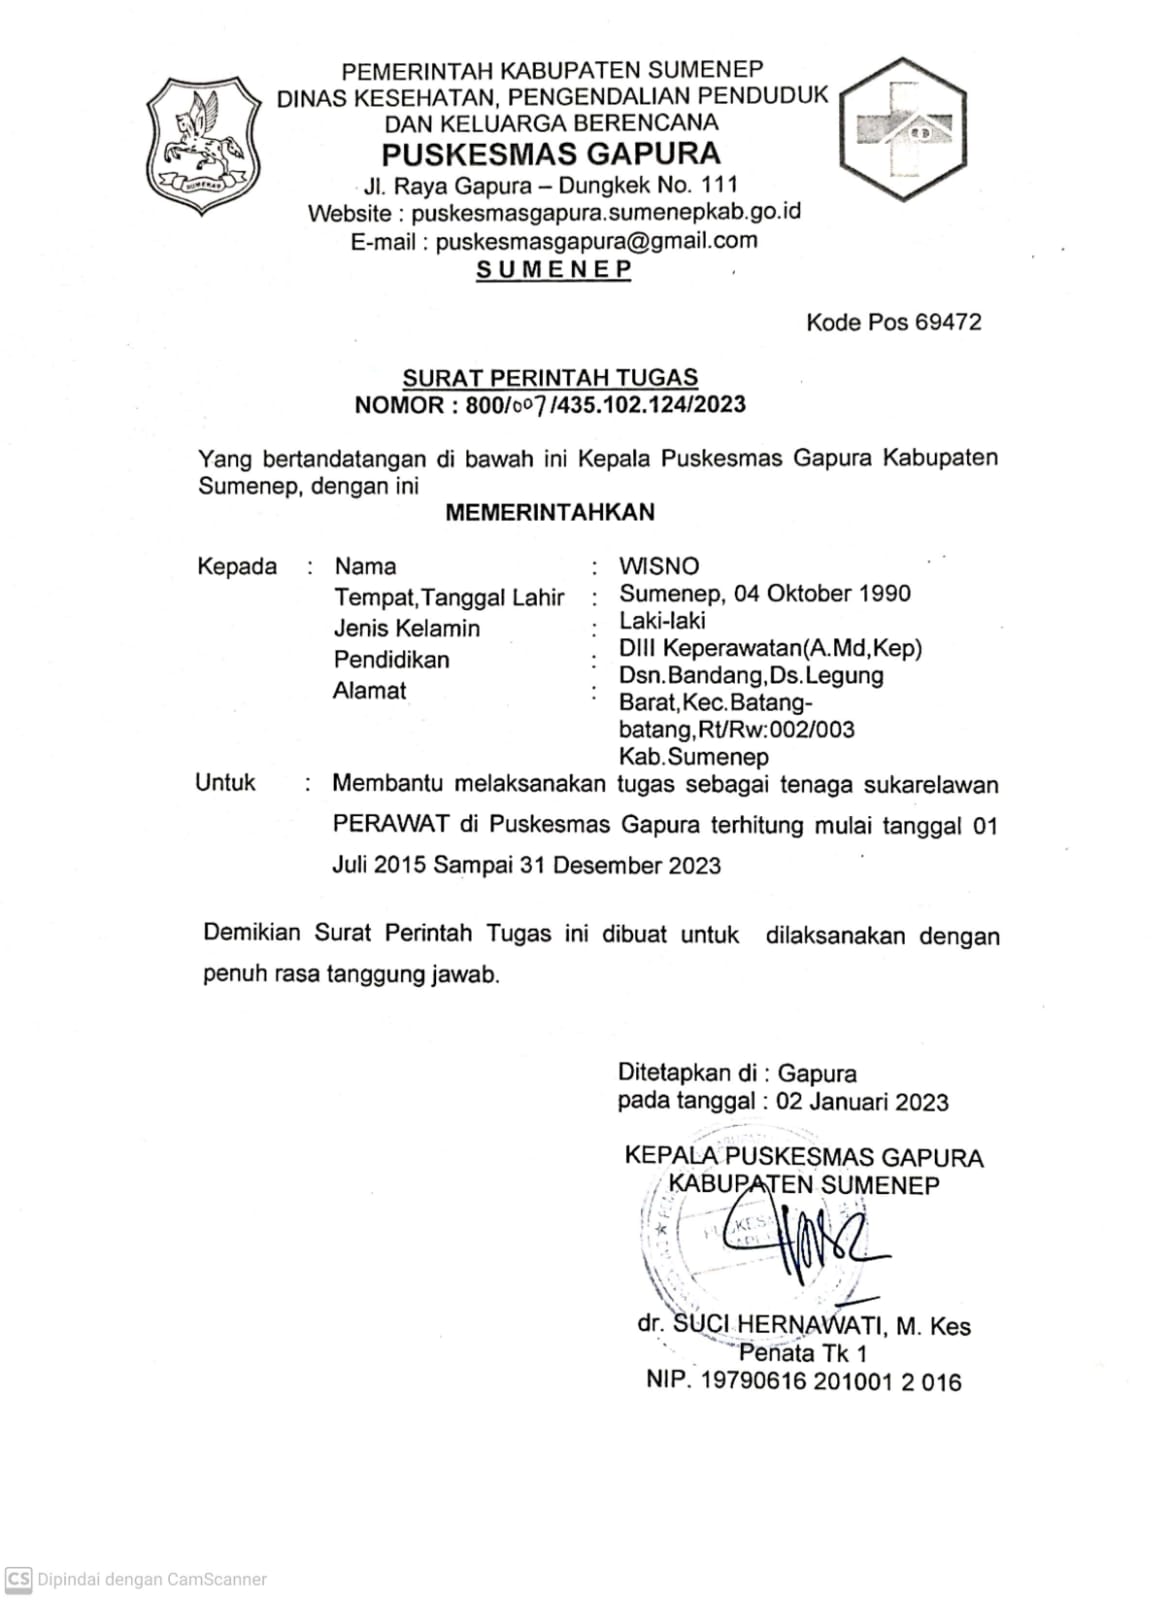 PEMERINTAH KABUPATEN SUMENEP
DINAS KESEHATAN, PENGENDALIAN PENDUDUK
DAN KELUARGA BERENCANA
PUSKESMAS GAPURA
Jl. Raya Gapura – Dungkek No. 111
Website : puskesmasgapura.sumenepkab.go.id
E-mail : puskesmasgapura@gmail.com
SUMENEP
Kode Pos 69472
SURAT PERINTAH TUGAS
NOMOR : 800/007/435.102.124/2023
Yang bertandatangan di bawah ini Kepala Puskesmas Gapura Kabupaten
Sumenep, dengan ini
MEMERINTAHKAN
Kepada : Nama : WISNO
Tempat,Tanggal Lahir : Sumenep, 04 Oktober 1990
Jenis Kelamin : Laki-laki
Pendidikan : DIII Keperawatan(A.Md,Kep)
Alamat : Dsn.Bandang,Ds.Legung
Barat,Kec.Batang-
batang,Rt/Rw:002/003
Kab.Sumenep
Untuk : Membantu melaksanakan tugas sebagai tenaga sukarelawan
PERAWAT di Puskesmas Gapura terhitung mulai tanggal 01
Juli 2015 Sampai 31 Desember 2023
Demikian Surat Perintah Tugas ini dibuat untuk dilaksanakan dengan
penuh rasa tanggung jawab.
Ditetapkan di : Gapura
pada tanggal : 02 Januari 2023
KEPALA PUSKESMAS GAPURA
KABUPATEN SUMENEP
dr. SUCI HERNAWATI, M. Kes
Penata Tk 1
NIP. 19790616 201001 2 016
CS Dipindai dengan CamScanner